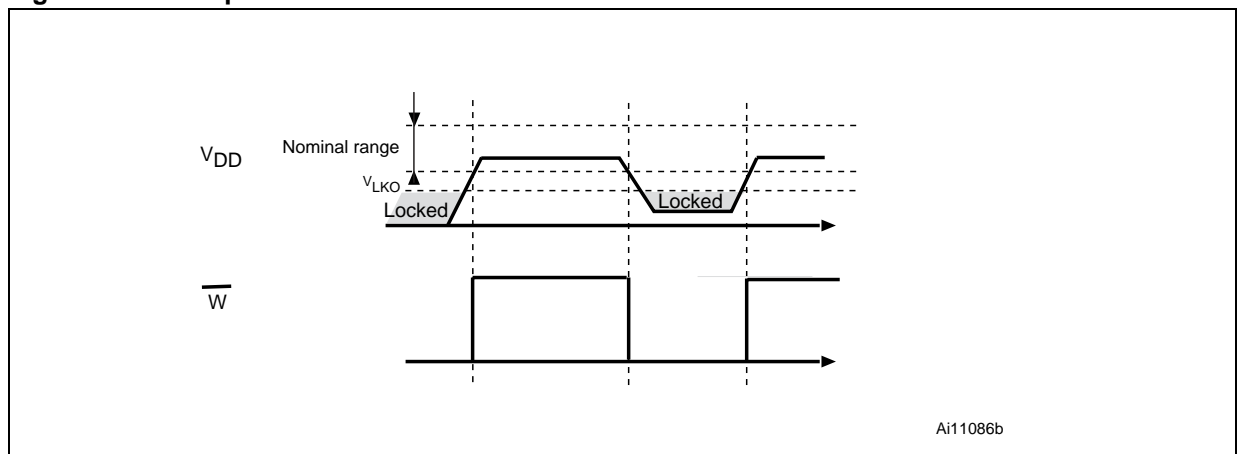 Nominal range
VDD
VLKO
Locked
Locked
W
Ai11086b